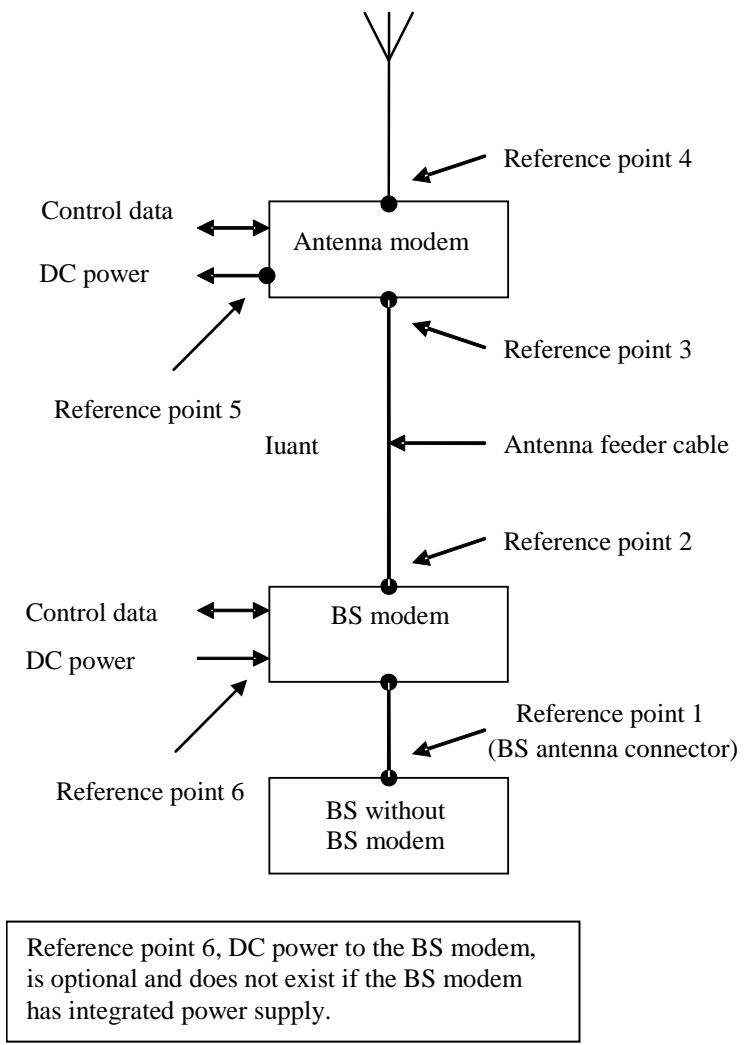 Reference point 4
Control data
Antenna modem
DC power
Reference point 3
Reference point 5
Iuant
Antenna feeder cable
Reference point 2
Control data
BS modem
DC power
Reference point 1
(BS antenna connector)
Reference point 6
BS without
BS modem
Reference point 6, DC power to the BS modem,
is optional and does not exist if the BS modem
has integrated power supply.